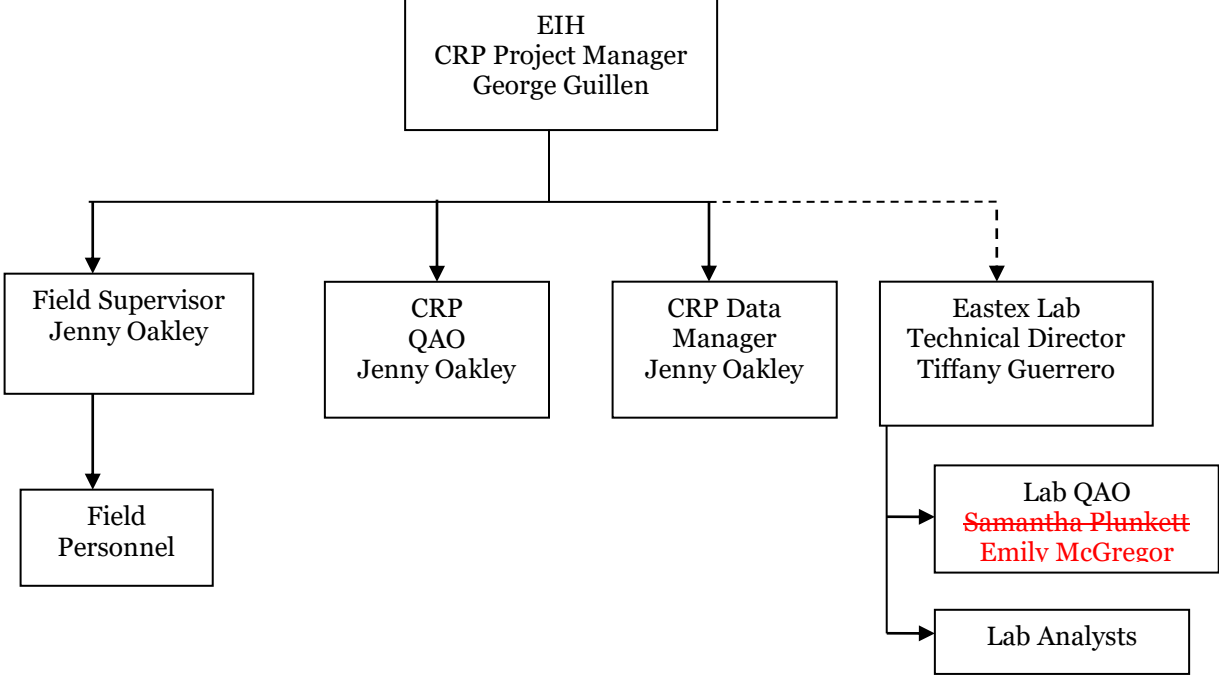 EIH
CRP Project Manager
George Guillen
Field Supervisor
Jenny Oakley
CRP
QAO
Jenny Oakley
CRP Data
Manager
Jenny Oakley
Eastex Lab
Technical Director
Tiffany Guerrero
Field
Personnel
Lab QAO
Samantha Plunkett
Emily McGregor
Lab Analysts